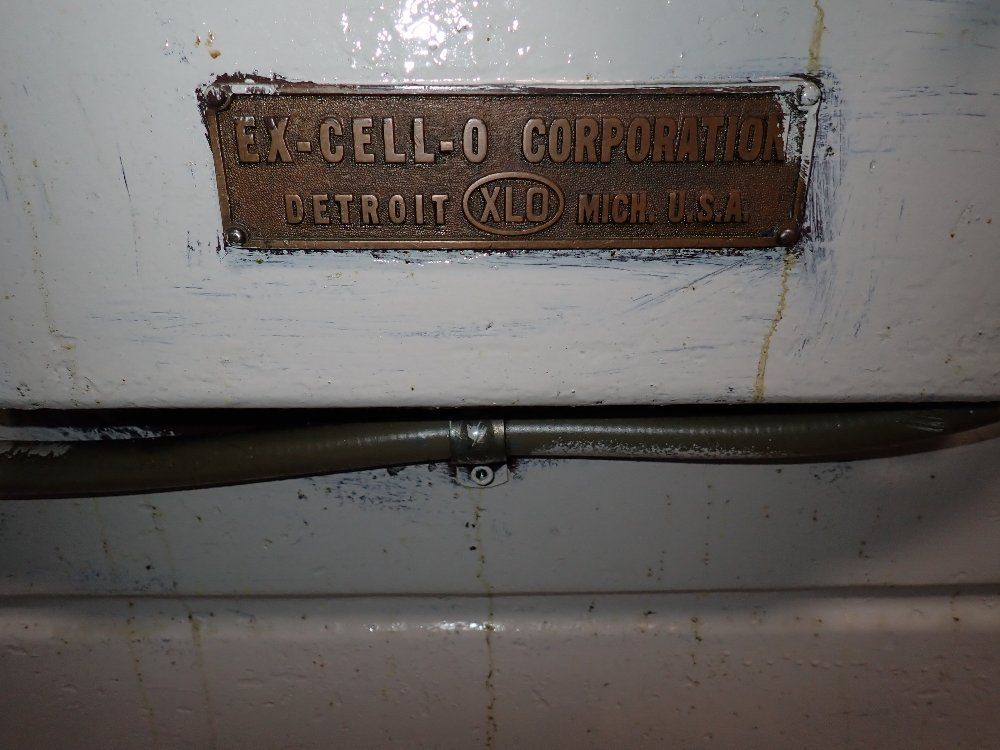 EX-CELL-O CORPORATION
DETROIT XLO MICH. U.S.A.